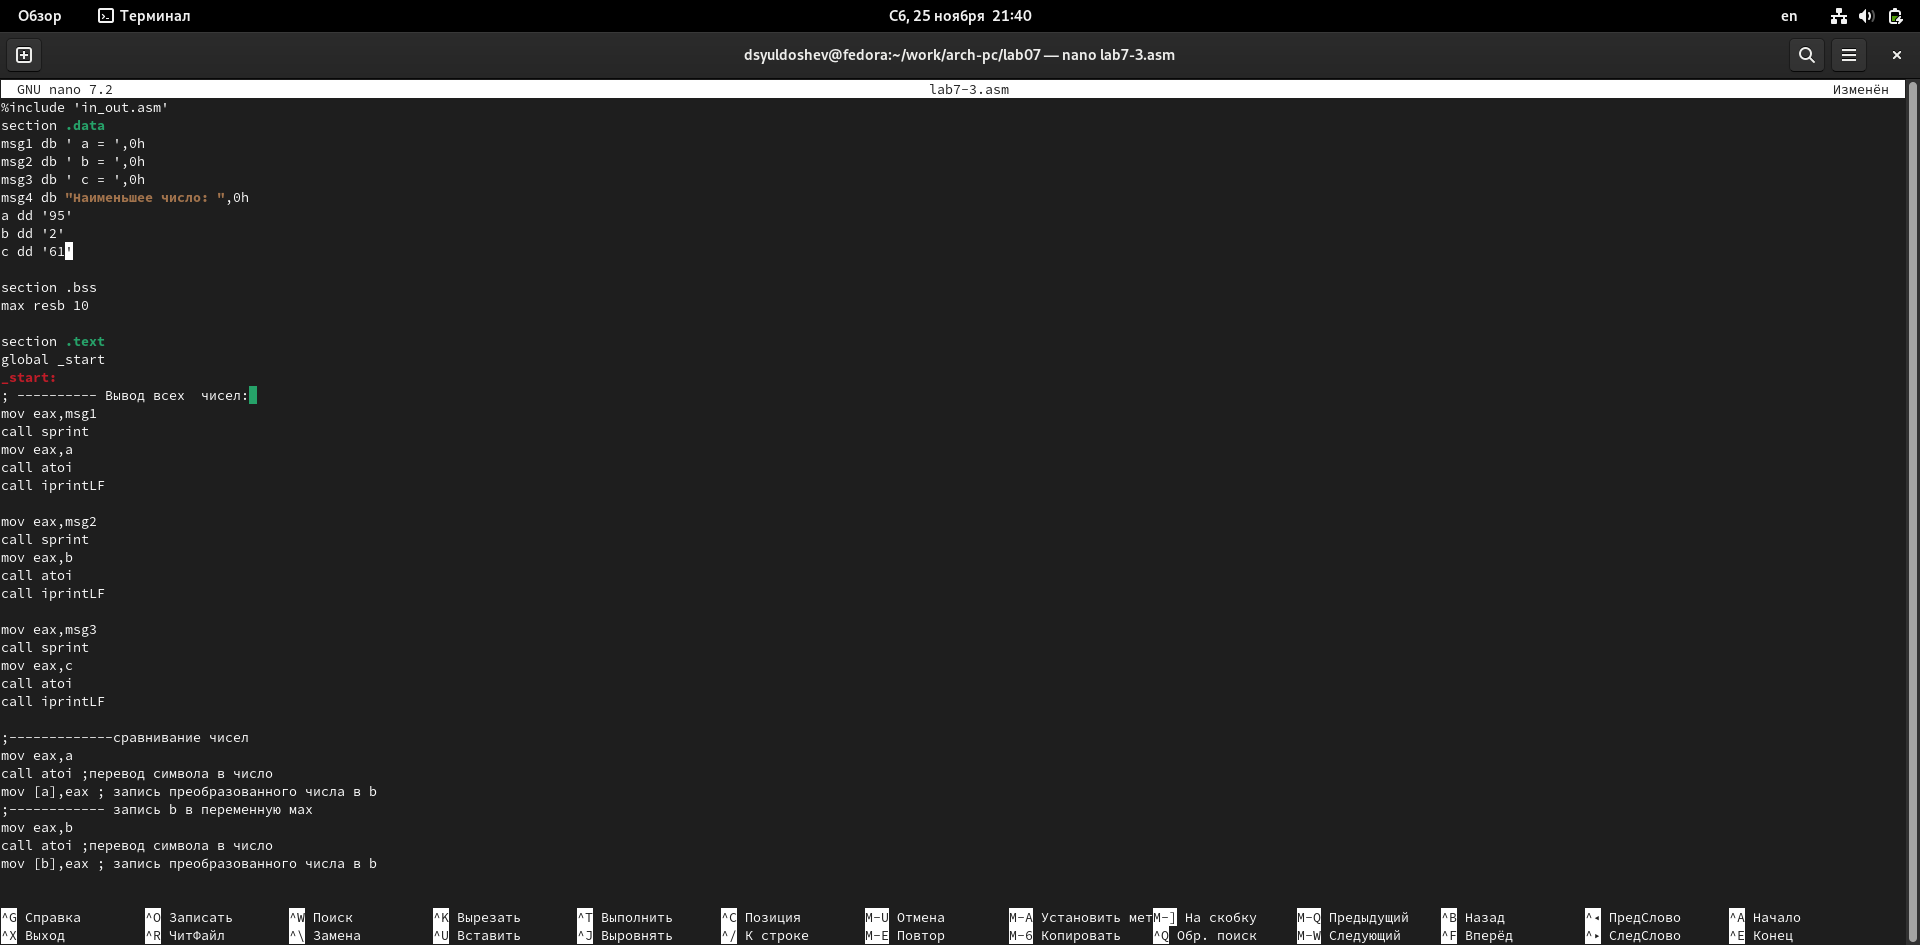 Обзор Терминал Сб, 25 ноября 21:40 en
dsyuldoshev@fedora:~/work/arch-pc/lab07 — nano lab7-3.asm
GNU nano 7.2 lab7-3.asm Изменён
%include 'in_out.asm'
section .data
msg1 db ' a = ',0h
msg2 db ' b = ',0h
msg3 db ' c = ',0h
msg4 db "Наименьшее число: ",0h
a dd '95'
b dd '2'
c dd '61'
section .bss
max resb 10
section .text
global _start
_start:
; ---------- Вывод всех  чисел:
mov eax,msg1
call sprint
mov eax,a
call atoi
call iprintLF
mov eax,msg2
call sprint
mov eax,b
call atoi
call iprintLF
mov eax,msg3
call sprint
mov eax,c
call atoi
call iprintLF
;-------------сравнивание чисел
mov eax,a
call atoi ;перевод символа в число
mov [a],eax ; запись преобразованного числа в b
;------------ запись b в переменную мах
mov eax,b
call atoi ;перевод символа в число
mov [b],eax ; запись преобразованного числа в b
^G Справка ^O Записать ^W Поиск ^K Вырезать ^T Выполнить ^C Позиция M-U Отмена M-A Установить мет M-] На скобку M-Q Предыдущий ^B Назад ^◂ ПредСлово ^A Начало
^X Выход ^R ЧитФайл ^\ Замена ^U Вставить ^J Выровнять ^/ К строке M-E Повтор M-6 Копировать ^Q Обр. поиск M-W Следующий ^F Вперёд ^▸ СледСлово ^E Конец